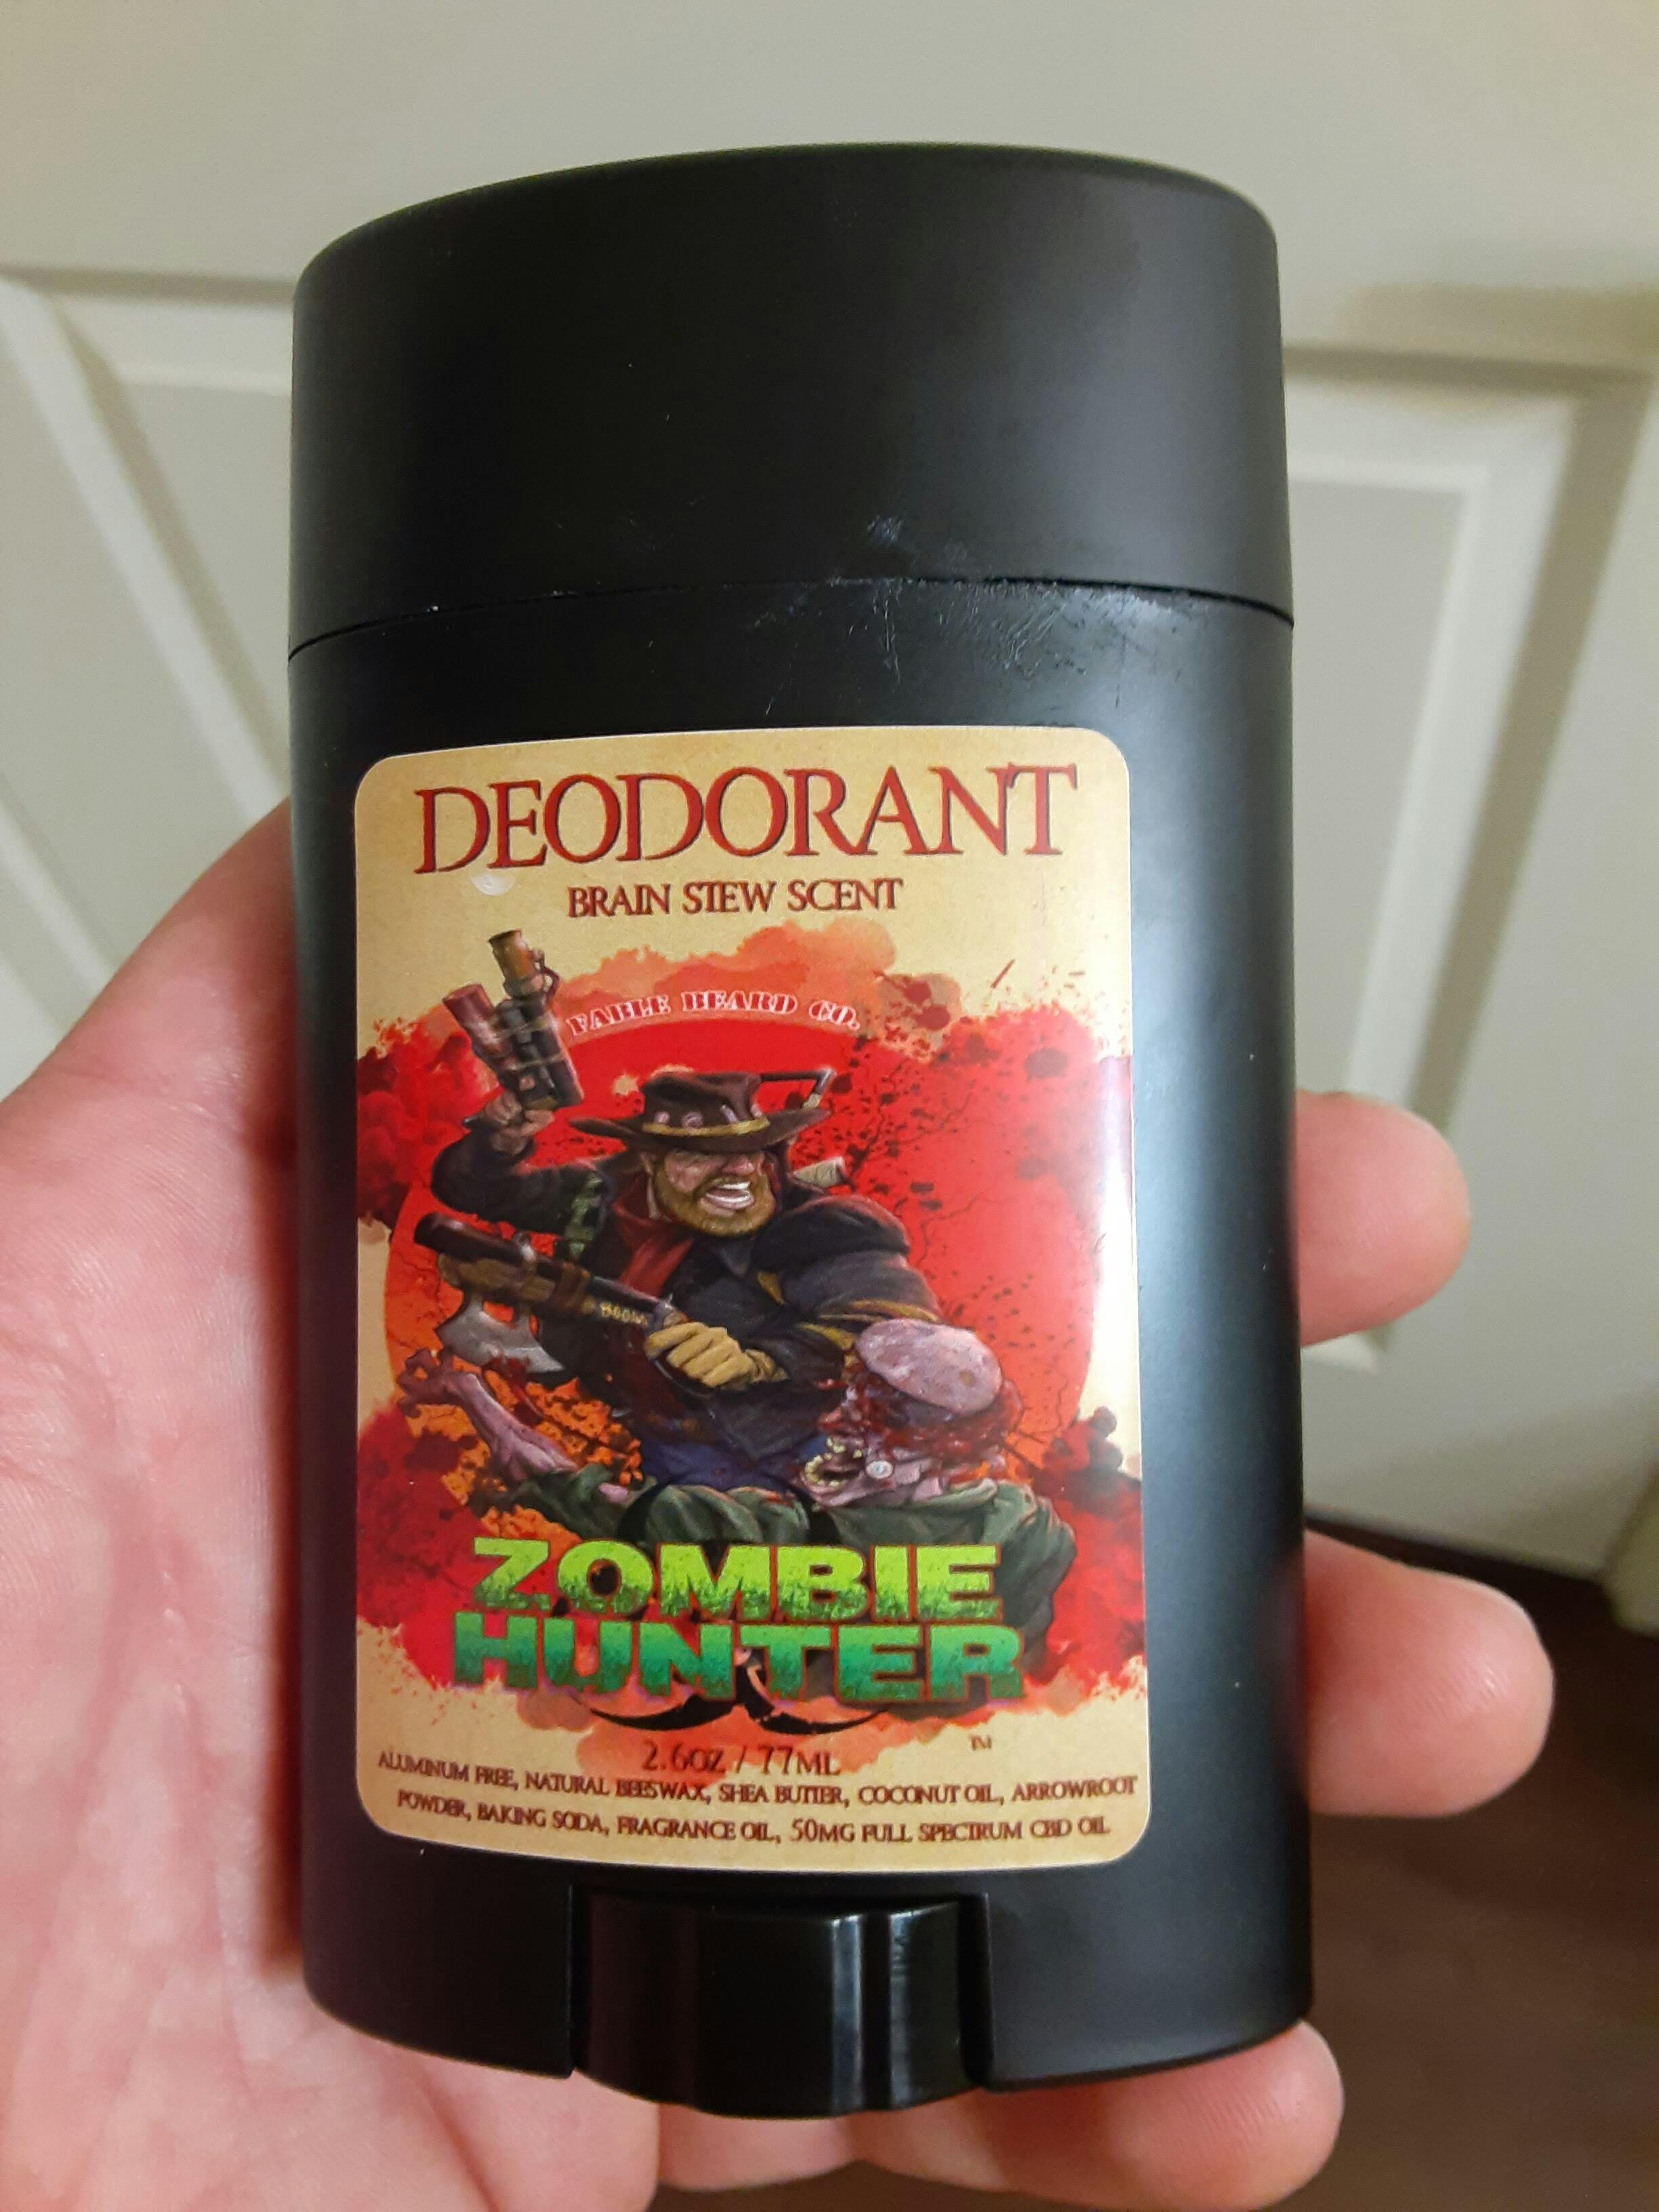 DEODORANT
BRAIN STEW SCENT
FABLE BEARD CO.
BOOM
ZOMBIE
HUNTER
TM
2.6OZ / 77ML
ALUMINUM FREE, NATURAL BEESWAX, SHEA BUTTER, COCONUT OIL, ARROWROOT
POWDER, BAKING SODA, FRAGRANCE OIL, 50MG FULL SPECTRUM CBD OIL